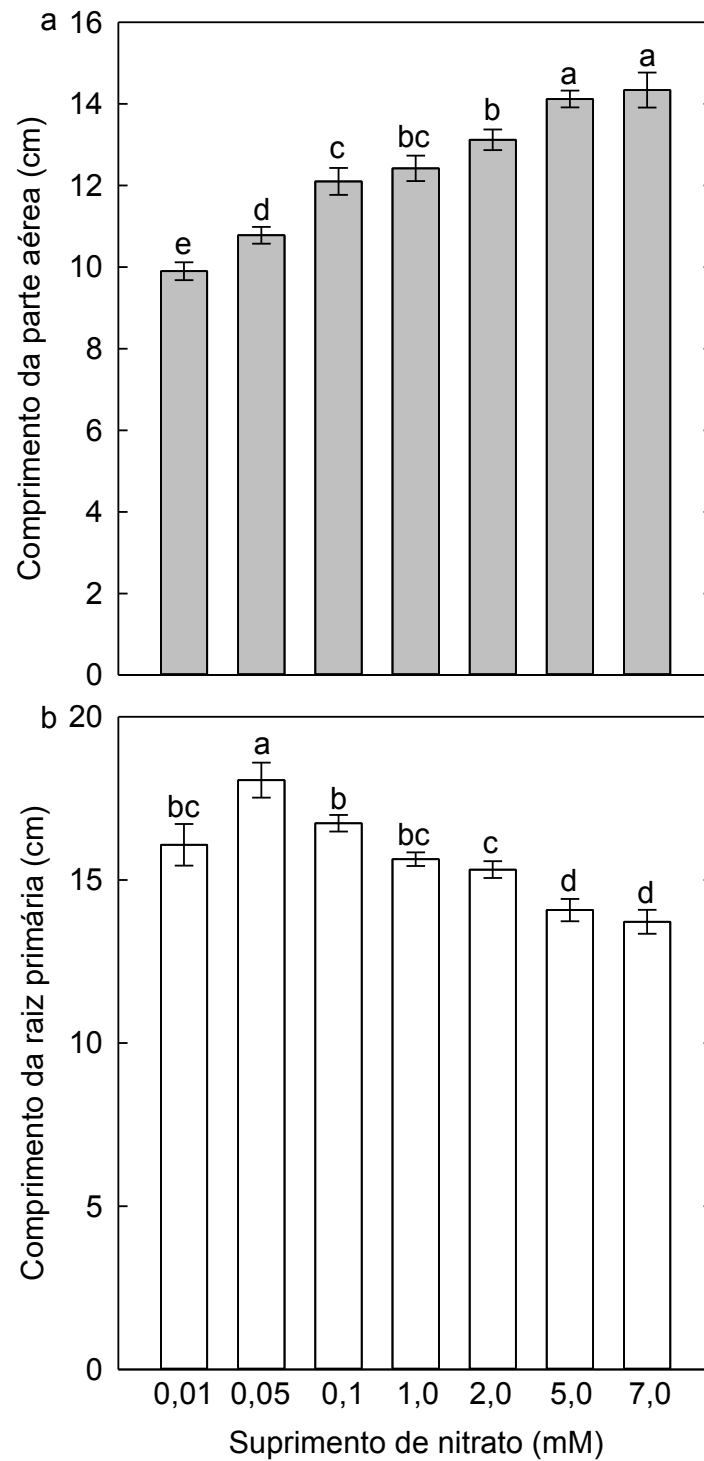 a
Comprimento da parte aérea (cm)
16
14
12
10
8
6
4
2
0
e
d
c
bc
b
a
a
b
Comprimento da raiz primária (cm)
20
15
10
5
0
bc
a
b
bc
c
d
d
0,01 0,05 0,1 1,0 2,0 5,0 7,0
Suprimento de nitrato (mM)